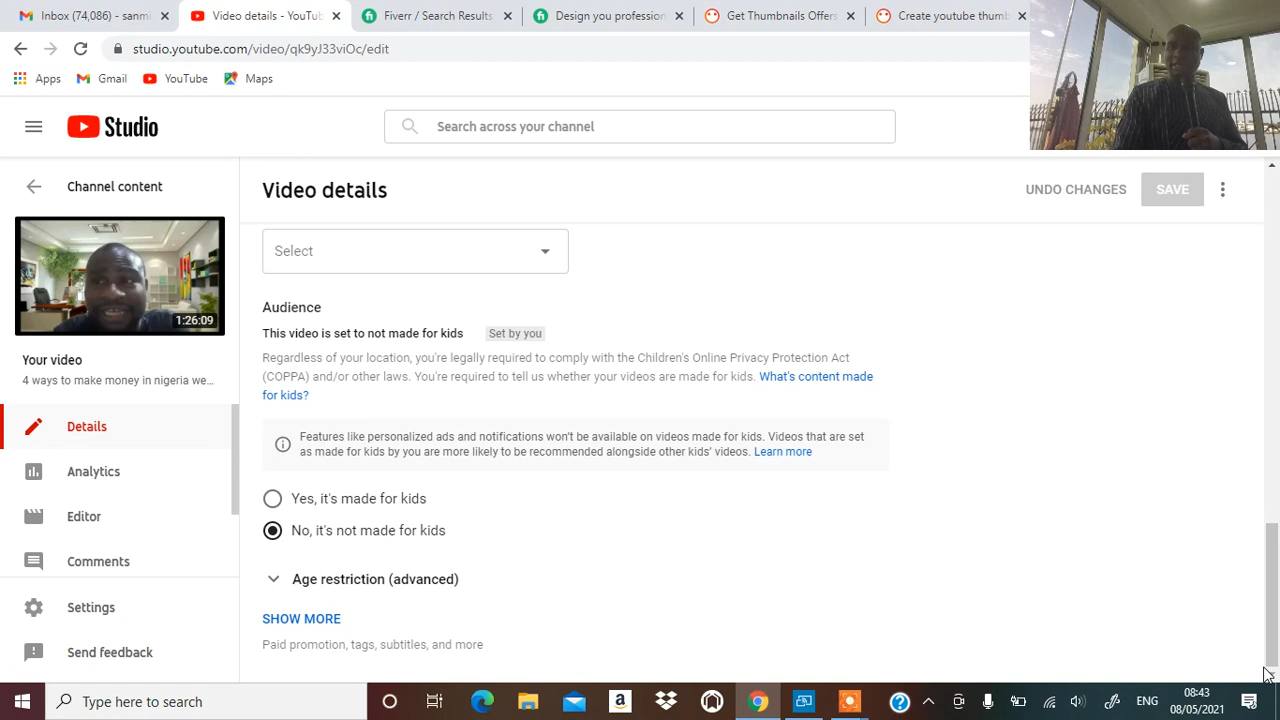 Inbox (74,086) - sanmi
Video details - YouTu
Fiverr / Search Results
Design you profession
Get Thumbnails Offers
Create youtube thumb
studio.youtube.com/video/qk9yJ33viOc/edit
Apps
Gmail
YouTube
Maps
Studio
Search across your channel
Channel content
Video details
UNDO CHANGES
SAVE
1:26:09
Your video
4 ways to make money in nigeria we...
Details
Analytics
Editor
Comments
Settings
Send feedback
Select
Audience
This video is set to not made for kids Set by you
Regardless of your location, you're legally required to comply with the Children's Online Privacy Protection Act
(COPPA) and/or other laws. You're required to tell us whether your videos are made for kids. What's content made
for kids?
Features like personalized ads and notifications won't be available on videos made for kids. Videos that are set
as made for kids by you are more likely to be recommended alongside other kids' videos. Learn more
Yes, it's made for kids
No, it's not made for kids
Age restriction (advanced)
SHOW MORE
Paid promotion, tags, subtitles, and more
Type here to search
ENG
08:43
08/05/2021